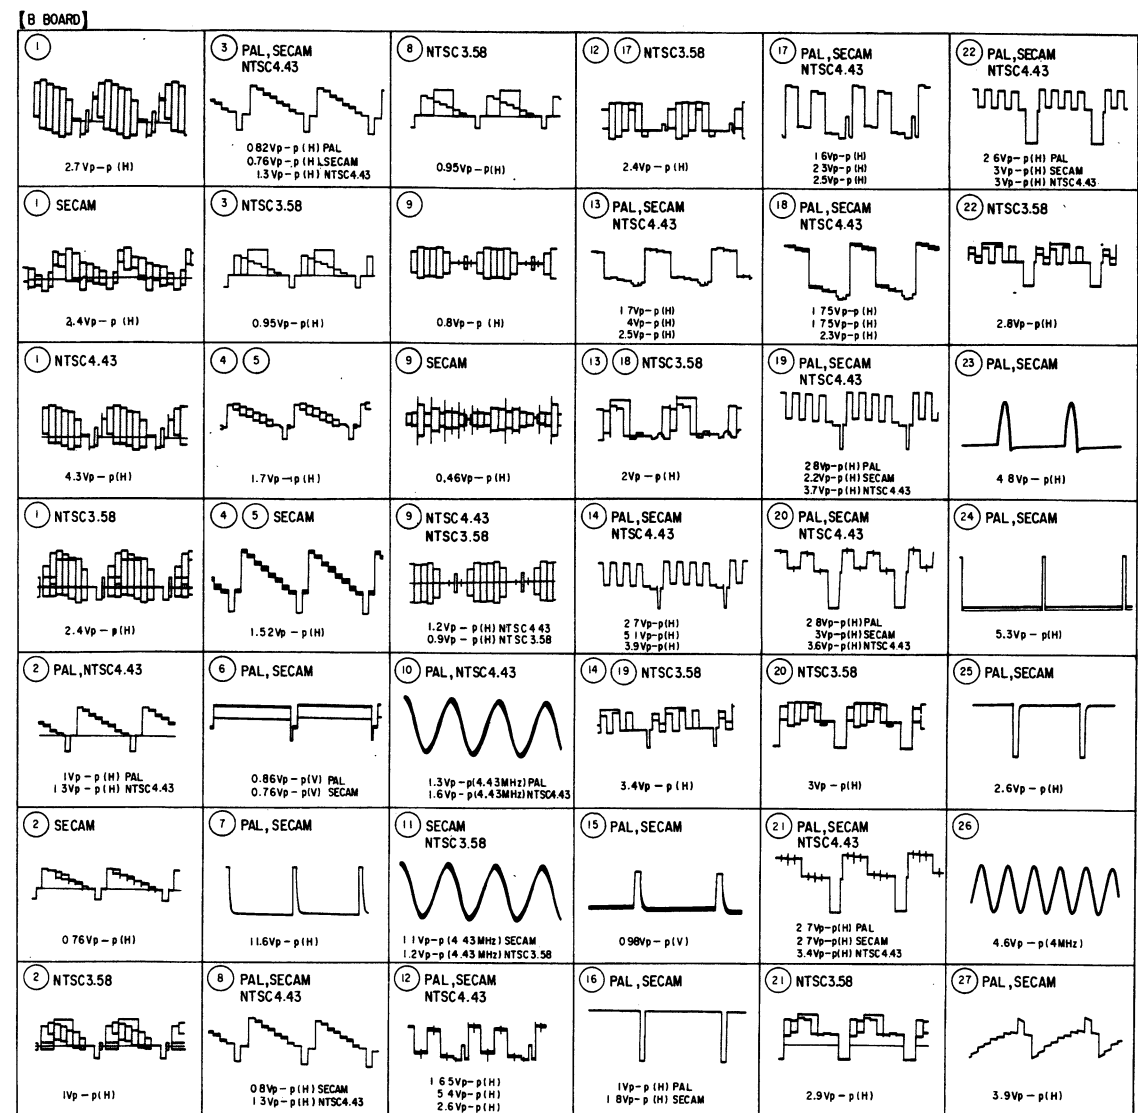 [B BOARD]
1
2.7Vp-p (H)
3 PAL, SECAM
NTSC4.43
0.82Vp-p (H) PAL
0.76Vp-p (H) SECAM
1.3Vp-p (H) NTSC4.43
8 NTSC3.58
0.95Vp-p(H)
12 17 NTSC3.58
2.4Vp-p(H)
17 PAL, SECAM
NTSC4.43
1 6Vp-p (H)
2 3Vp-p (H)
2.5Vp-p (H)
22 PAL, SECAM
NTSC4.43
2 6Vp-p(H) PAL
3Vp-p(H) SECAM
3Vp-p(H) NTSC4.43
1 SECAM
2.4Vp-p (H)
3 NTSC3.58
0.95Vp-p(H)
9
0.8Vp-p (H)
13 PAL, SECAM
NTSC4.43
1 7Vp-p (H)
4Vp-p (H)
2.5Vp-p (H)
18 PAL, SECAM
NTSC4.43
1 75Vp-p (H)
1 75Vp-p (H)
2.3Vp-p (H)
22 NTSC3.58
2.8Vp-p(H)
1 NTSC4.43
4.3Vp-p(H)
4 5
1.7Vp-p (H)
9 SECAM
0.46Vp-p(H)
13 18 NTSC3.58
2Vp-p (H)
19 PAL, SECAM
NTSC4.43
2 8Vp-p(H) PAL
2.2Vp-p(H) SECAM
3.7Vp-p(H) NTSC4.43
23 PAL, SECAM
4 8Vp-p(H)
1 NTSC3.58
2.4Vp-p(H)
4 5 SECAM
1.52Vp-p (H)
9 NTSC4.43
NTSC3.58
1.2Vp-p(H) NTSC4 43
0.9Vp-p(H) NTSC3.58
14 PAL, SECAM
NTSC4.43
2 7Vp-p(H)
5 1Vp-p(H)
3.9Vp-p(H)
20 PAL, SECAM
NTSC4.43
2 8Vp-p(H) PAL
3Vp-p(H) SECAM
3.6Vp-p(H) NTSC4.43
24 PAL, SECAM
5.3Vp-p(H)
2 PAL, NTSC4.43
1Vp-p (H) PAL
1 3Vp-p (H) NTSC4.43
6 PAL, SECAM
0.86Vp-p(V) PAL
0.76Vp-p(V) SECAM
10 PAL, NTSC4.43
1.3Vp-p(4.43MHz) PAL
1.6Vp-p(4.43MHz) NTSC4.43
14 19 NTSC3.58
3.4Vp-p (H)
20 NTSC3.58
3Vp-p(H)
25 PAL, SECAM
2.6Vp-p(H)
2 SECAM
0 76Vp-p(H)
7 PAL, SECAM
11.6Vp-p(H)
11 SECAM
NTSC3.58
1 1Vp-p(4 43MHz) SECAM
1.2Vp-p(4.43 MHz) NTSC3.58
15 PAL, SECAM
0.98Vp-p(V)
21 PAL, SECAM
NTSC4.43
2 7Vp-p(H) PAL
2 7Vp-p(H) SECAM
3.4Vp-p(H) NTSC4.43
26
4.6Vp-p(4MHz)
2 NTSC3.58
1Vp-p(H)
8 PAL, SECAM
NTSC4.43
0 8Vp-p(H) SECAM
1 3Vp-p(H) NTSC4.43
12 PAL, SECAM
NTSC4.43
1 65Vp-p(H)
5 4Vp-p(H)
2.6Vp-p(H)
16 PAL, SECAM
1Vp-p (H) PAL
1 8Vp-p(H) SECAM
21 NTSC3.58
2.9Vp-p(H)
27 PAL, SECAM
3.9Vp-p(H)